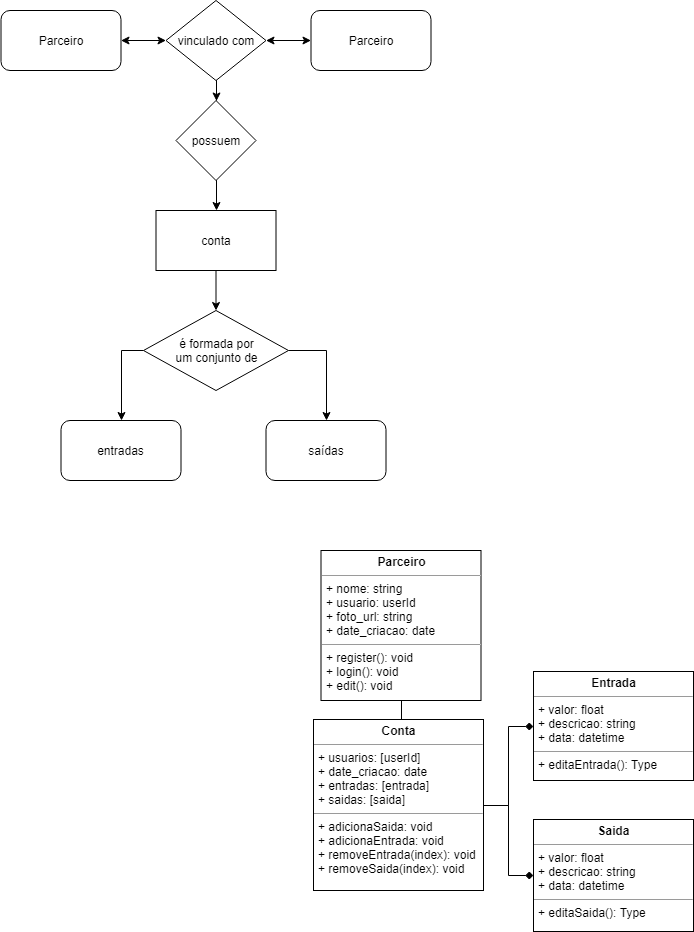 Parceiro
vinculado com
Parceiro
possuem
conta
é formada por
um conjunto de
entradas
saídas
Parceiro
+ nome: string
+ usuario: userId
+ foto_url: string
+ date_criacao: date
+ register(): void
+ login(): void
+ edit(): void
Conta
+ usuarios: [userId]
+ date_criacao: date
+ entradas: [entrada]
+ saidas: [saida]
+ adicionaSaida: void
+ adicionaEntrada: void
+ removeEntrada(index): void
+ removeSaida(index): void
Entrada
+ valor: float
+ descricao: string
+ data: datetime
+ editaEntrada(): Type
Saida
+ valor: float
+ descricao: string
+ data: datetime
+ editaSaida(): Type